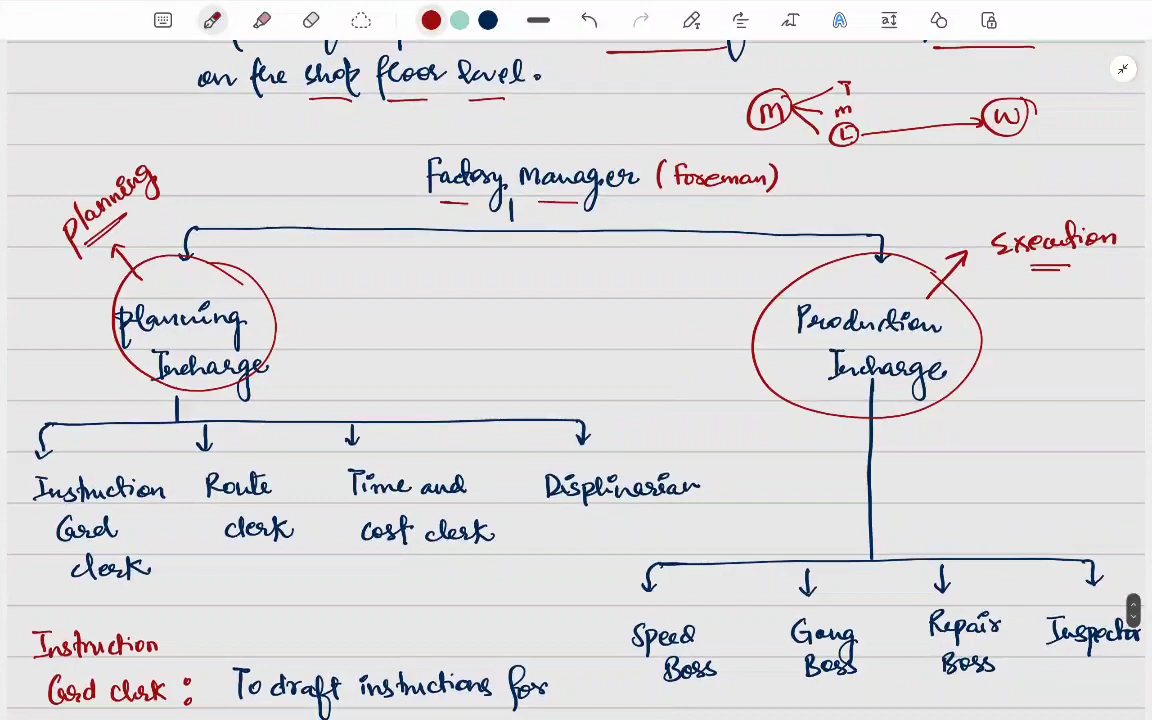 on the shop floor level.
T
M m
L W
Factory Manager (Foreman)
planning
Execution
planning
Incharge
Production
Incharge
Instruction
Card
clerk
Route
clerk
Time and
cost clerk
Displinarian
Speed
Boss
Gang
Boss
Repair
Boss
Inspector
Instruction
Card clerk : To draft instructions for